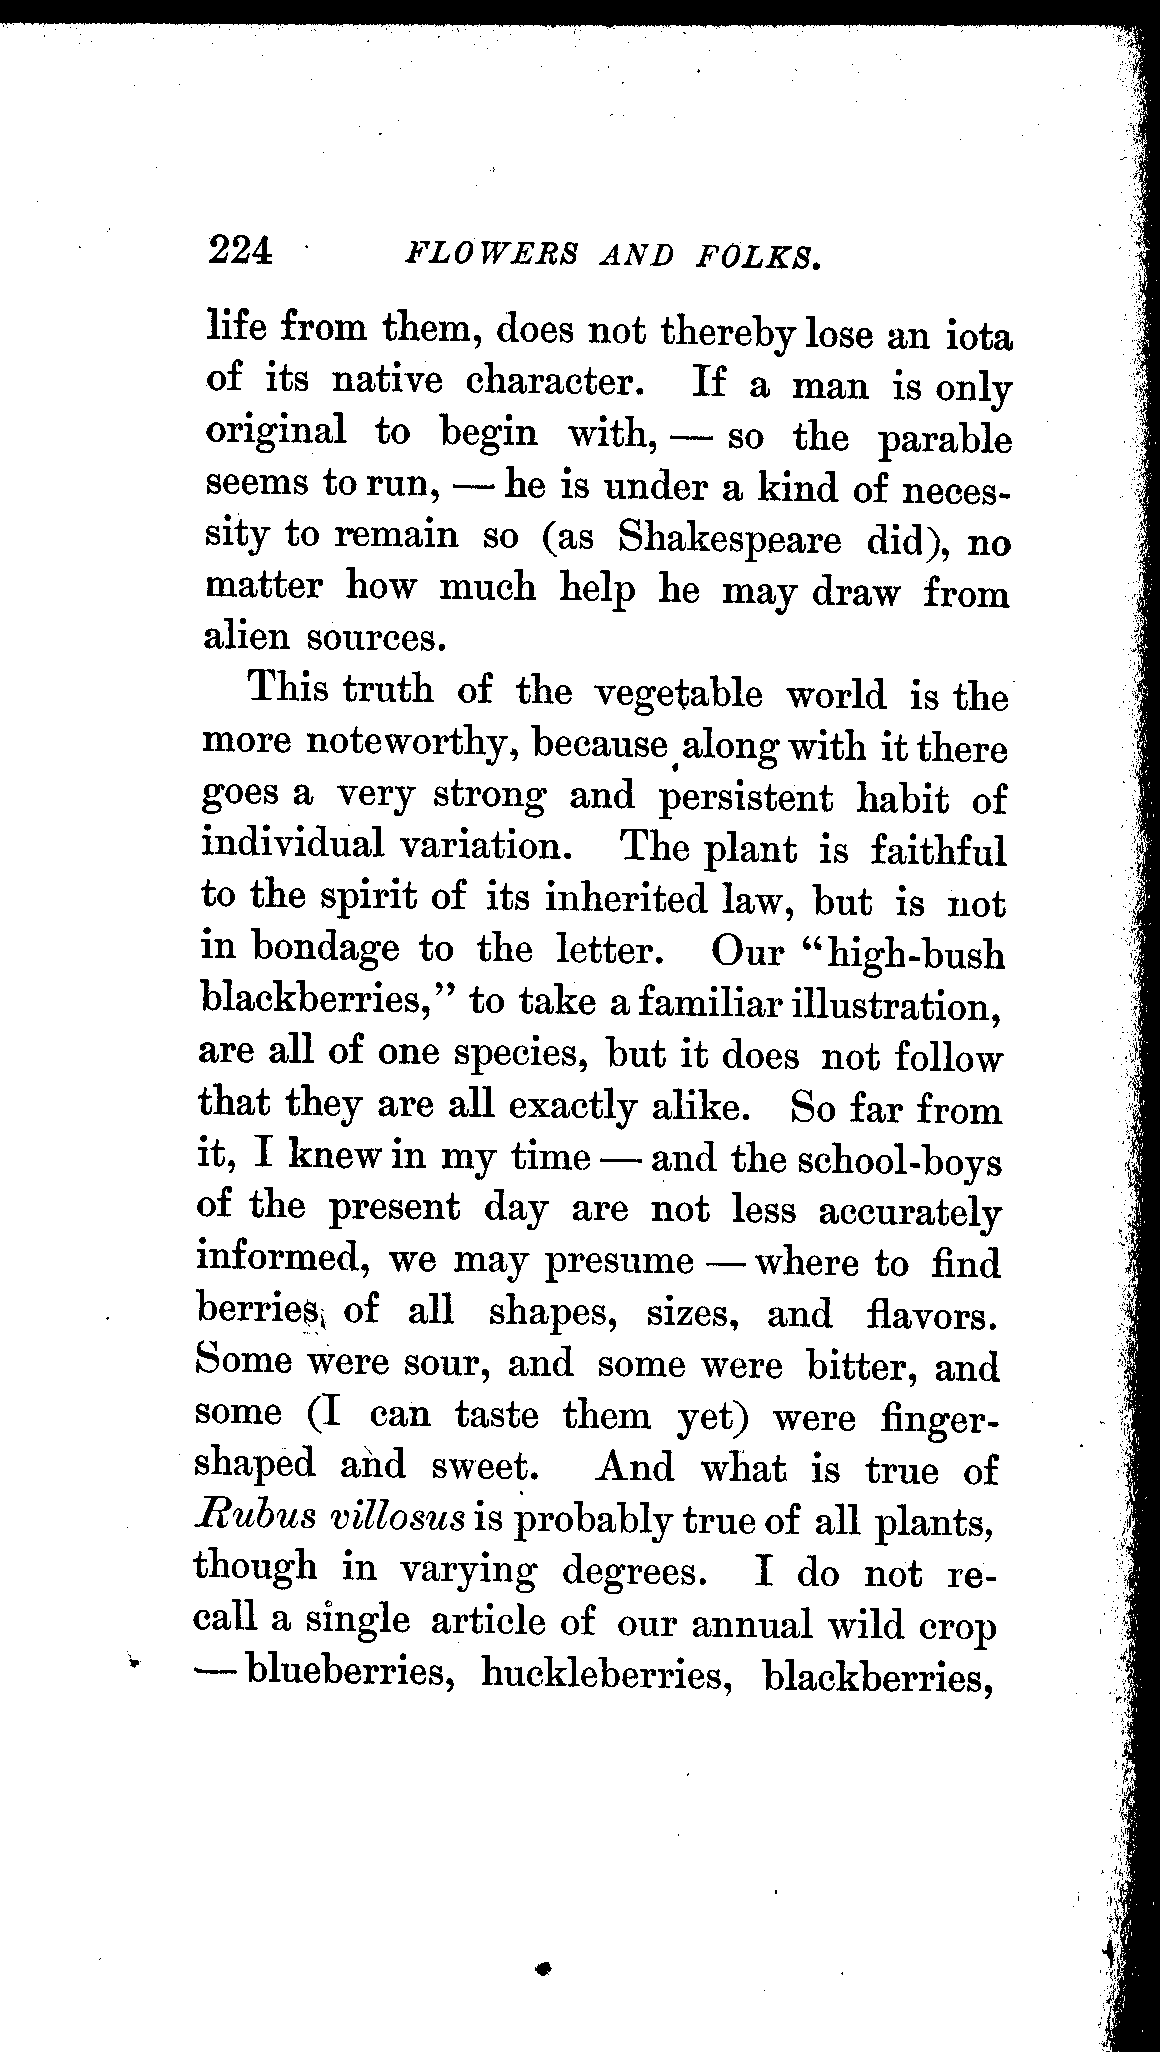 224 FLOWERS AND FOLKS.
life from them, does not thereby lose an iota
of its native character. If a man is only
original to begin with, — so the parable
seems to run, — he is under a kind of neces-
sity to remain so (as Shakespeare did), no
matter how much help he may draw from
alien sources.
This truth of the vegetable world is the
more noteworthy, because along with it there
goes a very strong and persistent habit of
individual variation. The plant is faithful
to the spirit of its inherited law, but is not
in bondage to the letter. Our “high-bush
blackberries,” to take a familiar illustration,
are all of one species, but it does not follow
that they are all exactly alike. So far from
it, I knew in my time — and the school-boys
of the present day are not less accurately
informed, we may presume — where to find
berries of all shapes, sizes, and flavors.
Some were sour, and some were bitter, and
some (I can taste them yet) were finger-
shaped and sweet. And what is true of
Rubus villosus is probably true of all plants,
though in varying degrees. I do not re-
call a single article of our annual wild crop
— blueberries, huckleberries, blackberries,